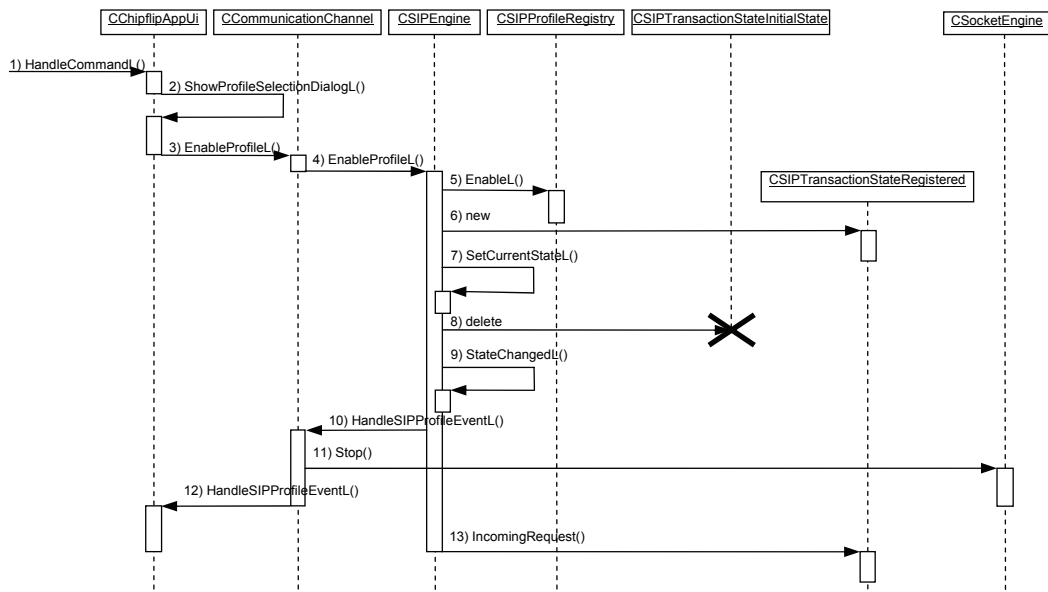 CChipflipAppUi
CCommunicationChannel
CSIPEngine
CSIPProfileRegistry
CSIPTransactionStateInitialState
CSocketEngine
1) HandleCommandL()
2) ShowProfileSelectionDialogL()
3) EnableProfileL()
4) EnableProfileL()
5) EnableL()
CSIPTransactionStateRegistered
6) new
7) SetCurrentStateL()
8) delete
9) StateChangedL()
10) HandleSIPProfileEventL()
11) Stop()
12) HandleSIPProfileEventL()
13) IncomingRequest()